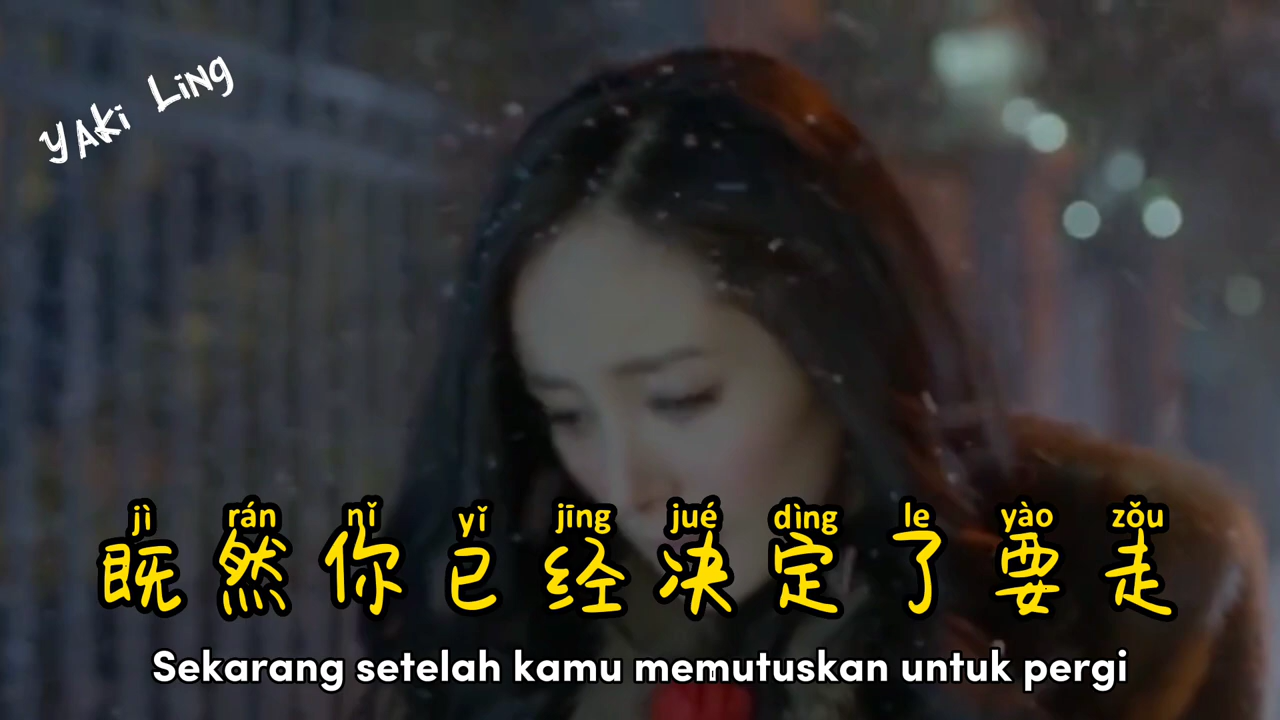 YAKi LiNg
jì rán nǐ yǐ jīng jué dìng le yào zǒu
既然你已经决定了要走
Sekarang setelah kamu memutuskan untuk pergi